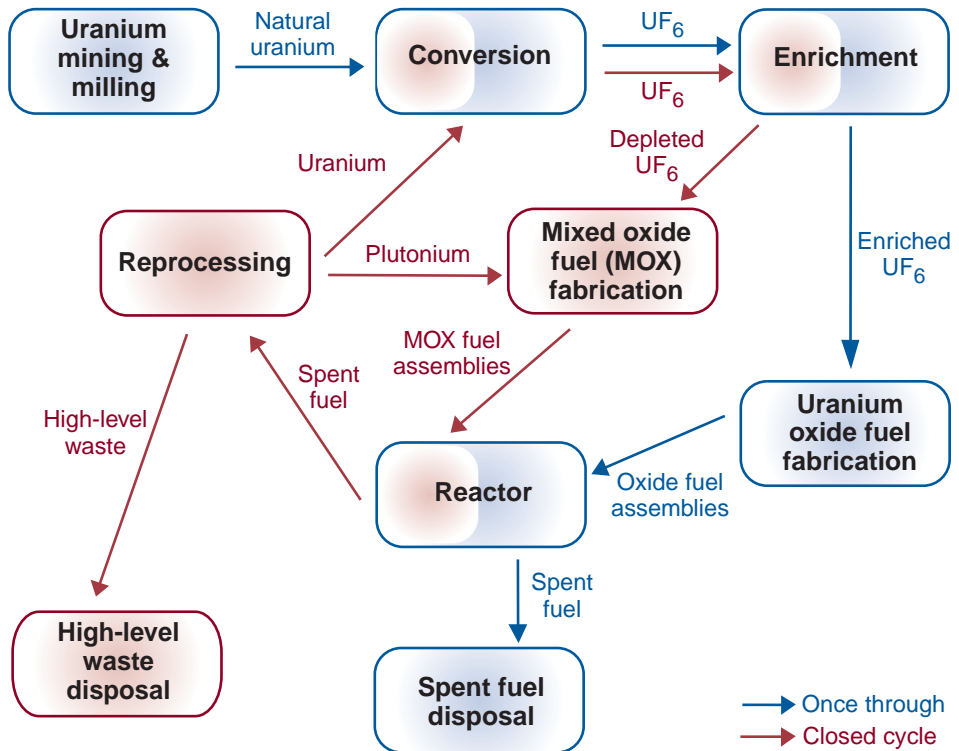 Uranium
mining &
milling
Natural
uranium
Conversion
UF6
UF6
Enrichment
Uranium
Depleted
UF6
Enriched
UF6
Reprocessing
Plutonium
Mixed oxide
fuel (MOX)
fabrication
MOX fuel
assemblies
Spent
fuel
High-level
waste
Uranium
oxide fuel
fabrication
Reactor
Oxide fuel
assemblies
Spent
fuel
High-level
waste
disposal
Spent fuel
disposal
Once through
Closed cycle